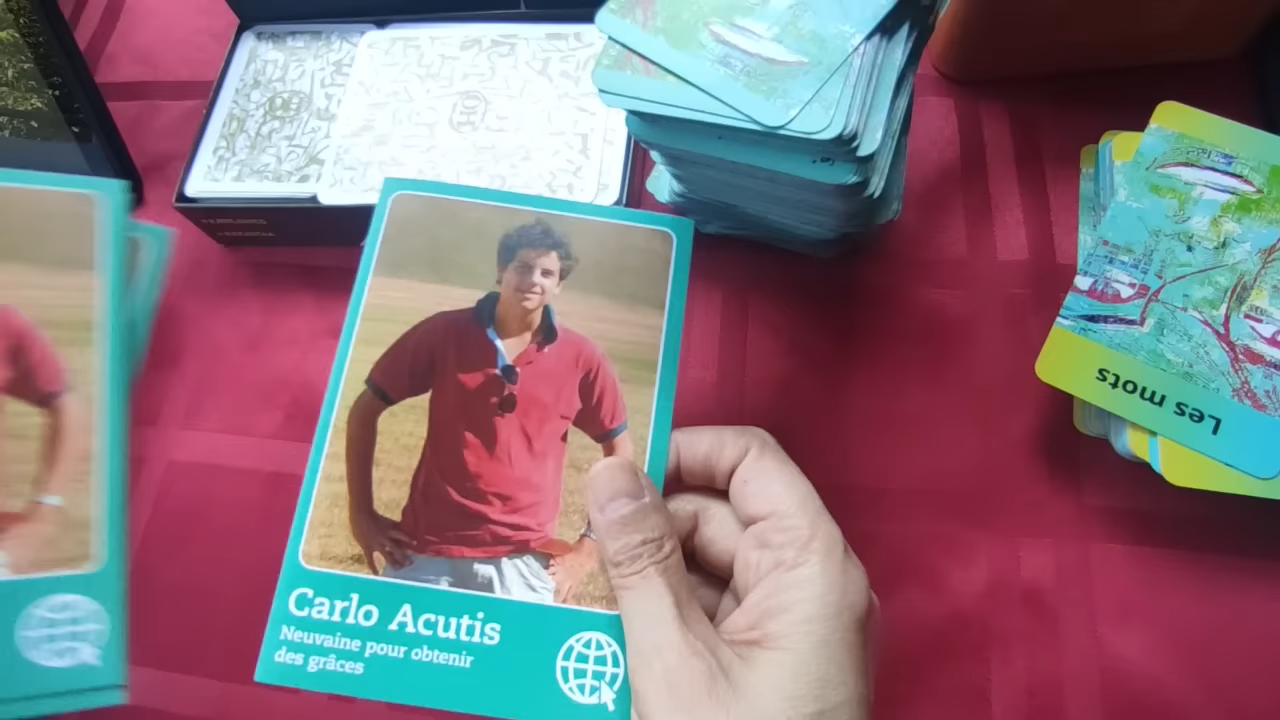 Carlo Acutis
Neuvaine pour obtenir
des grâces
Les mots